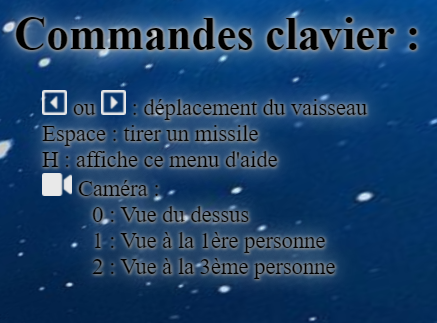 Commandes clavier :
ou : déplacement du vaisseau
Espace : tirer un missile
H : affiche ce menu d'aide
Caméra :
0 : Vue du dessus
1 : Vue à la 1ère personne
2 : Vue à la 3ème personne